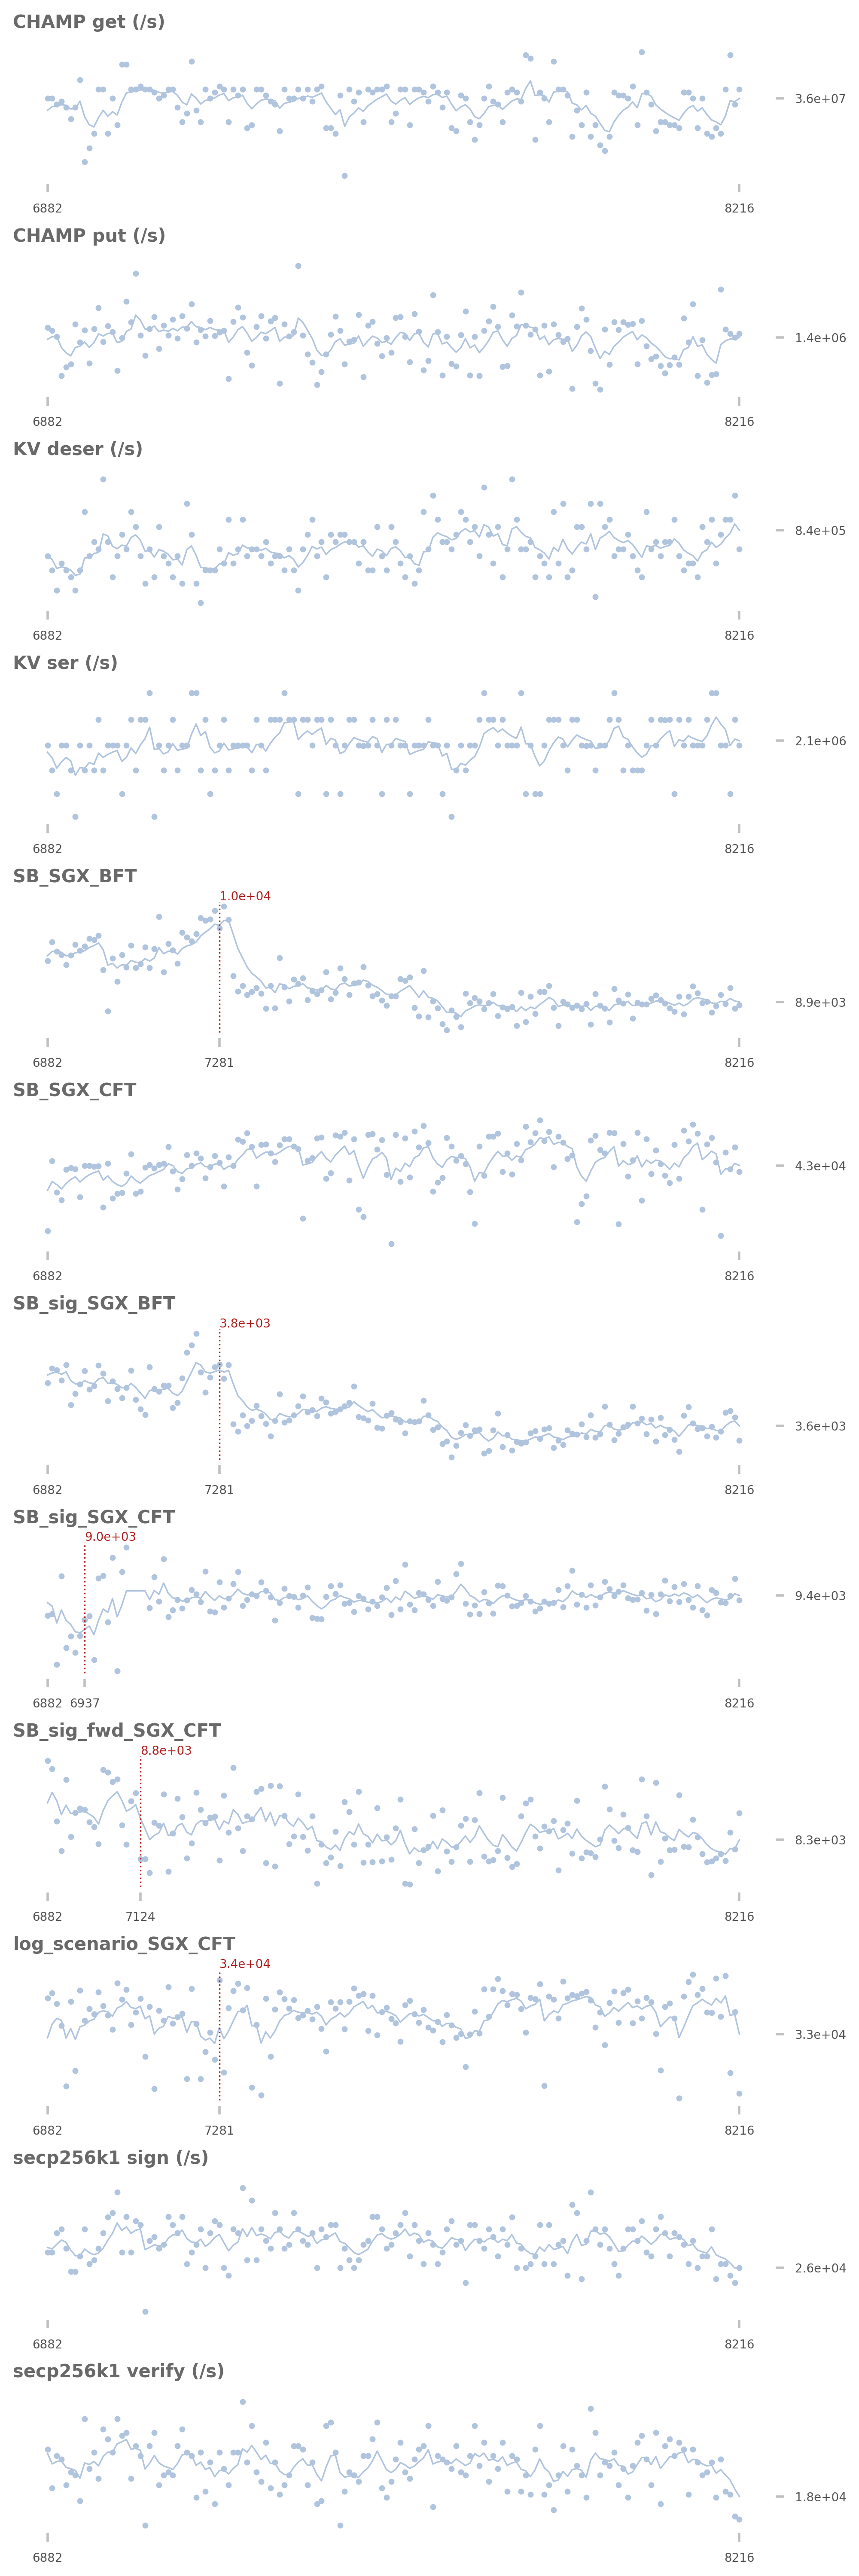 CHAMP get (/s)
3.6e+07
6882 8216
CHAMP put (/s)
1.4e+06
6882 8216
KV deser (/s)
8.4e+05
6882 8216
KV ser (/s)
2.1e+06
6882 8216
SB_SGX_BFT
1.0e+04
8.9e+03
6882 7281 8216
SB_SGX_CFT
4.3e+04
6882 8216
SB_sig_SGX_BFT
3.8e+03
3.6e+03
6882 7281 8216
SB_sig_SGX_CFT
9.0e+03
9.4e+03
6882 6937 8216
SB_sig_fwd_SGX_CFT
8.8e+03
8.3e+03
6882 7124 8216
log_scenario_SGX_CFT
3.4e+04
3.3e+04
6882 7281 8216
secp256k1 sign (/s)
2.6e+04
6882 8216
secp256k1 verify (/s)
1.8e+04
6882 8216